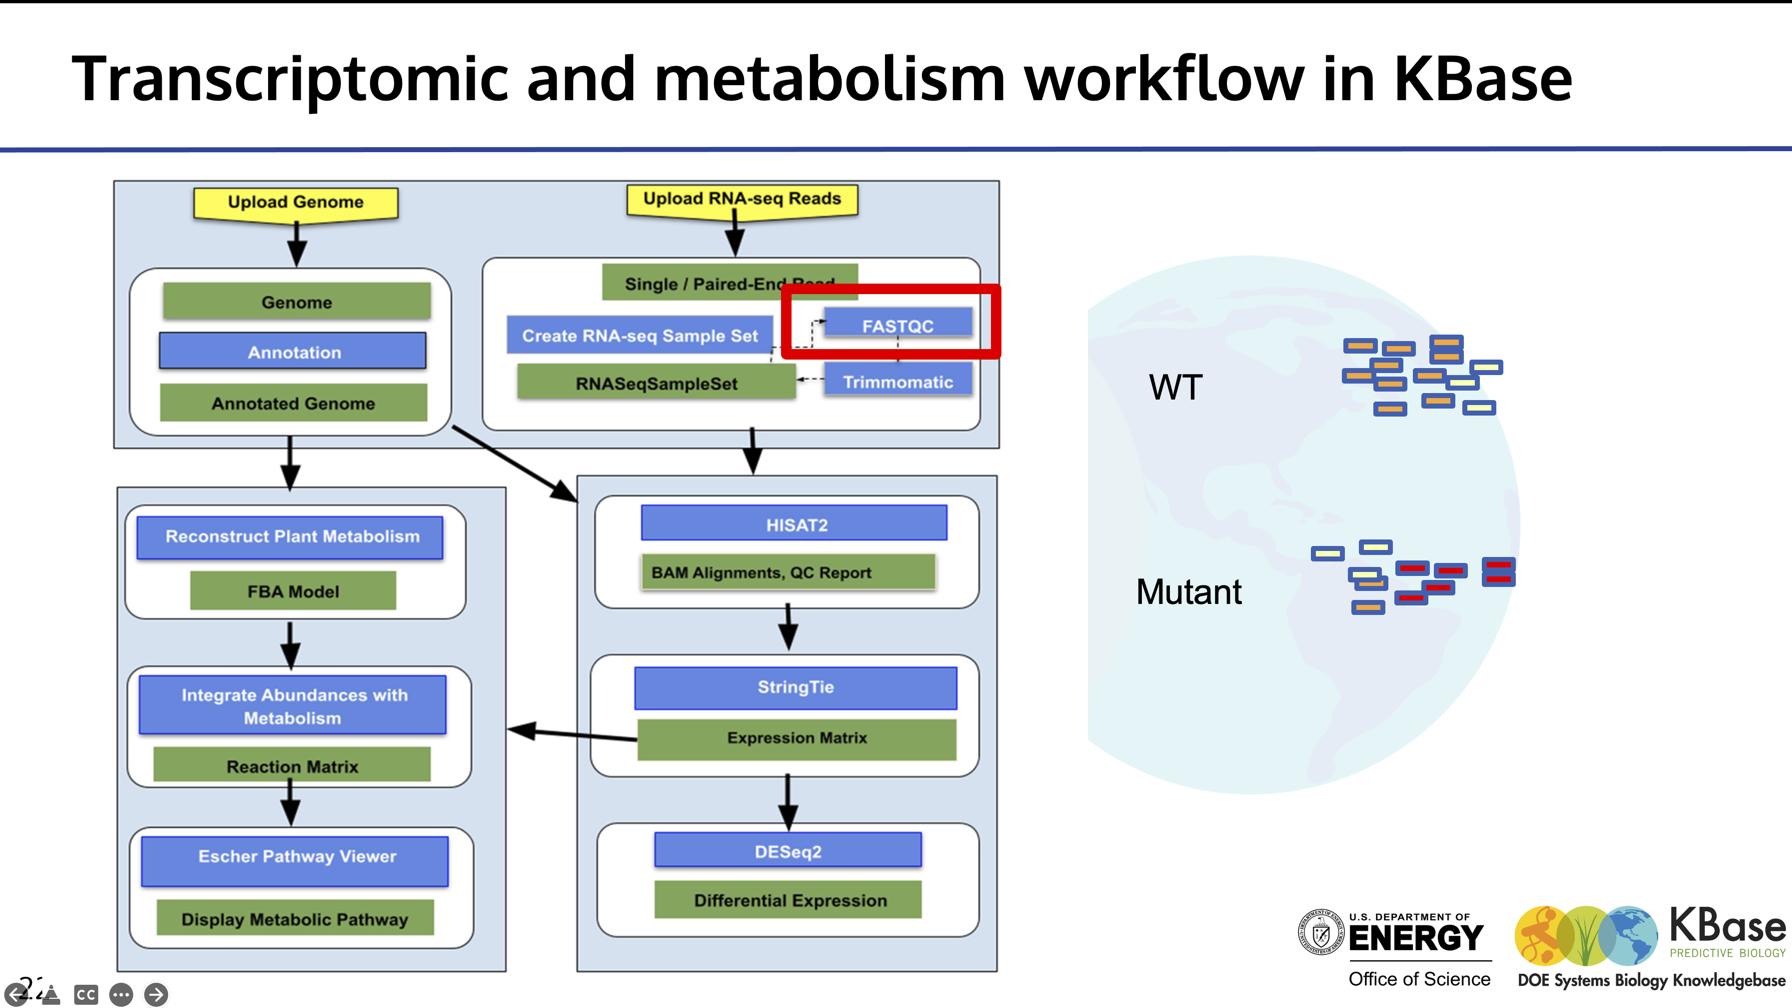 Transcriptomic and metabolism workflow in KBase
Upload Genome
Genome
Annotation
Annotated Genome
Upload RNA-seq Reads
Single / Paired-End Read
Create RNA-seq Sample Set
FASTQC
RNASeqSampleSet
Trimmomatic
Reconstruct Plant Metabolism
FBA Model
Integrate Abundances with
Metabolism
Reaction Matrix
Escher Pathway Viewer
Display Metabolic Pathway
HISAT2
BAM Alignments, QC Report
StringTie
Expression Matrix
DESeq2
Differential Expression
WT
Mutant
U.S. DEPARTMENT OF
ENERGY
Office of Science
KBase
PREDICTIVE BIOLOGY
DOE Systems Biology Knowledgebase
CC